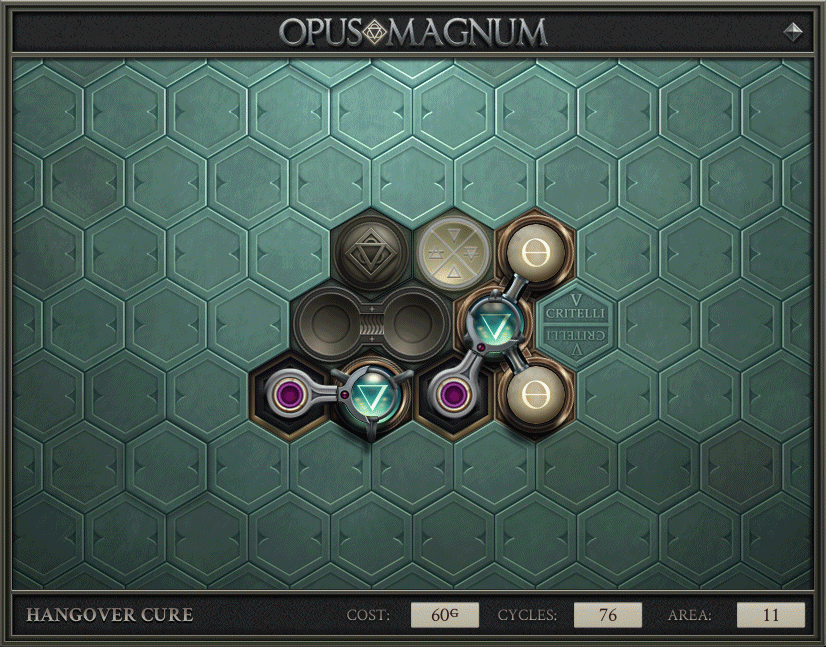 OPUS MAGNUM
V
CRITELLI
CRITELLI
V
HANGOVER CURE
COST: 60G CYCLES: 76 AREA: 11